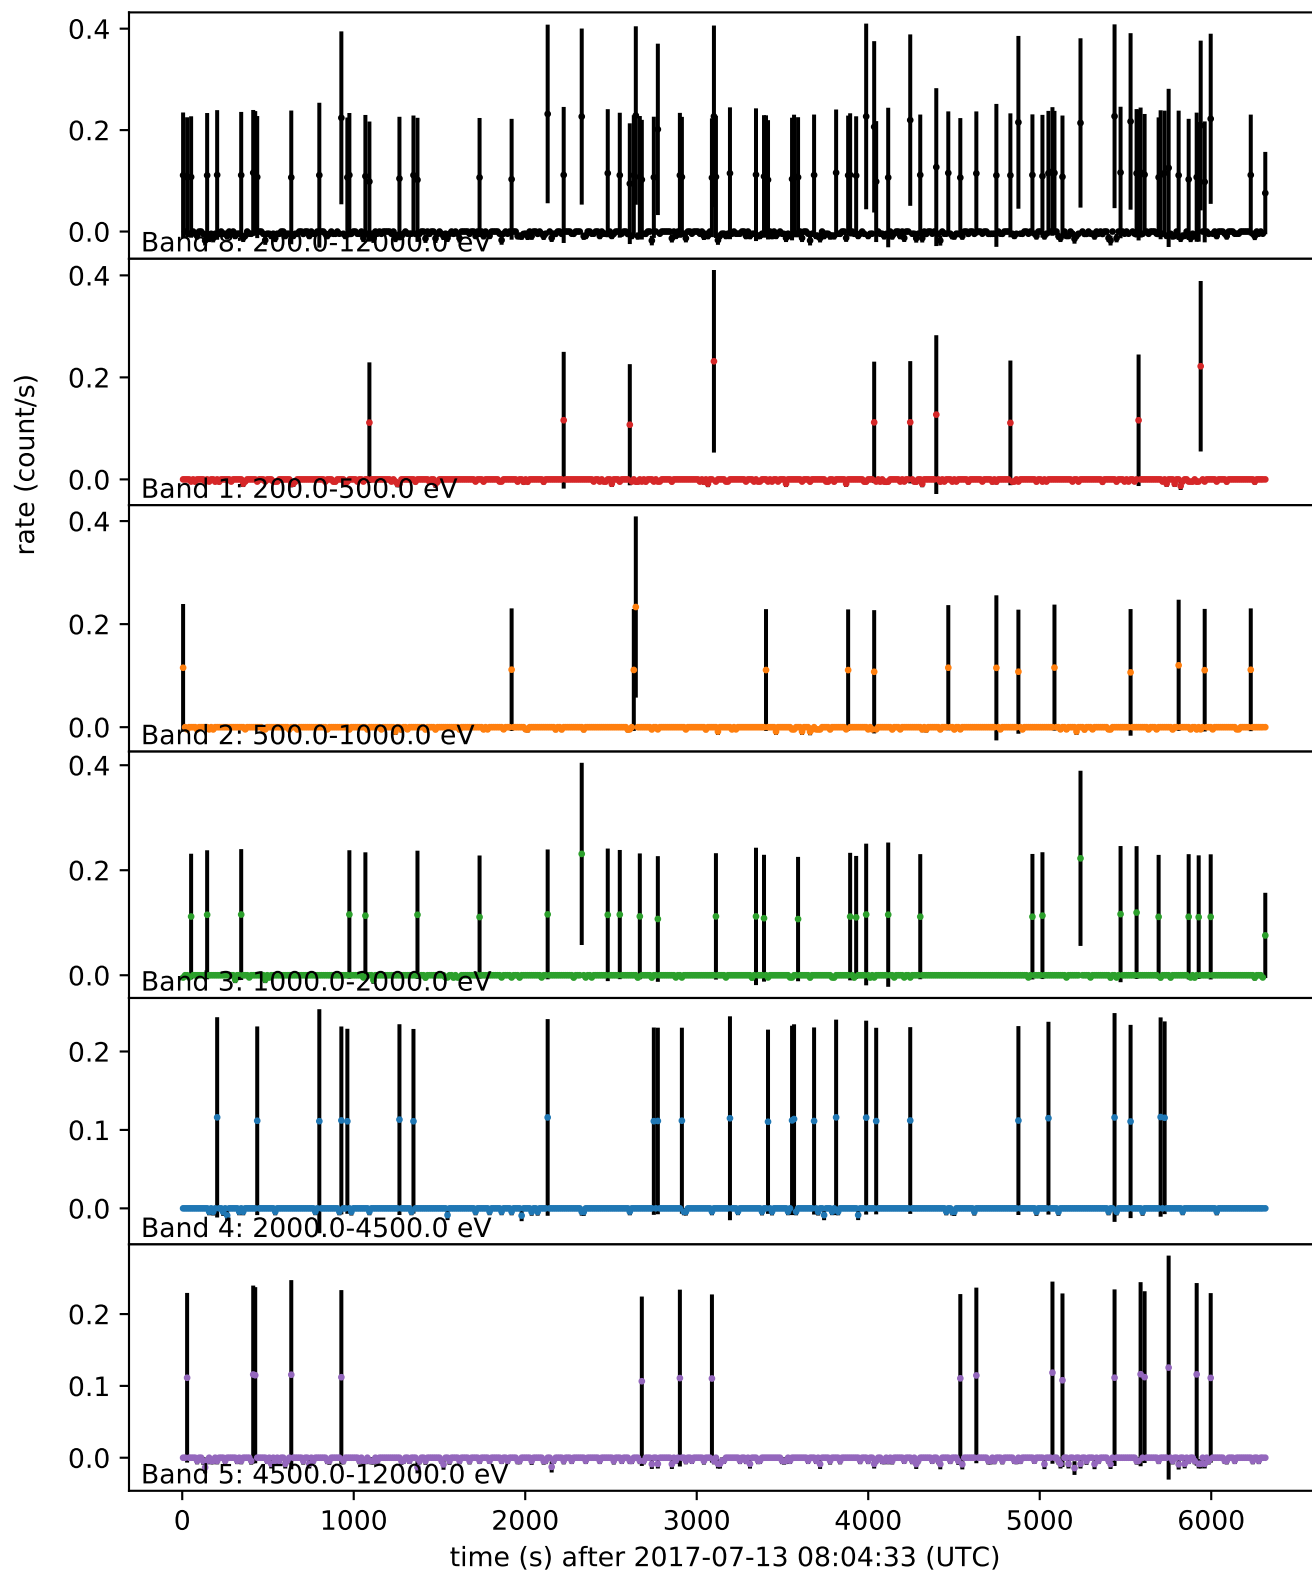 0.4
0.2
0.0
Band 8: 200.0-12000.0 eV
0.4
0.2
0.0
Band 1: 200.0-500.0 eV
rate (count/s)
0.4
0.2
0.0
Band 2: 500.0-1000.0 eV
0.4
0.2
0.0
Band 3: 1000.0-2000.0 eV
0.2
0.1
0.0
Band 4: 2000.0-4500.0 eV
0.2
0.1
0.0
Band 5: 4500.0-12000.0 eV
0 1000 2000 3000 4000 5000 6000
time (s) after 2017-07-13 08:04:33 (UTC)